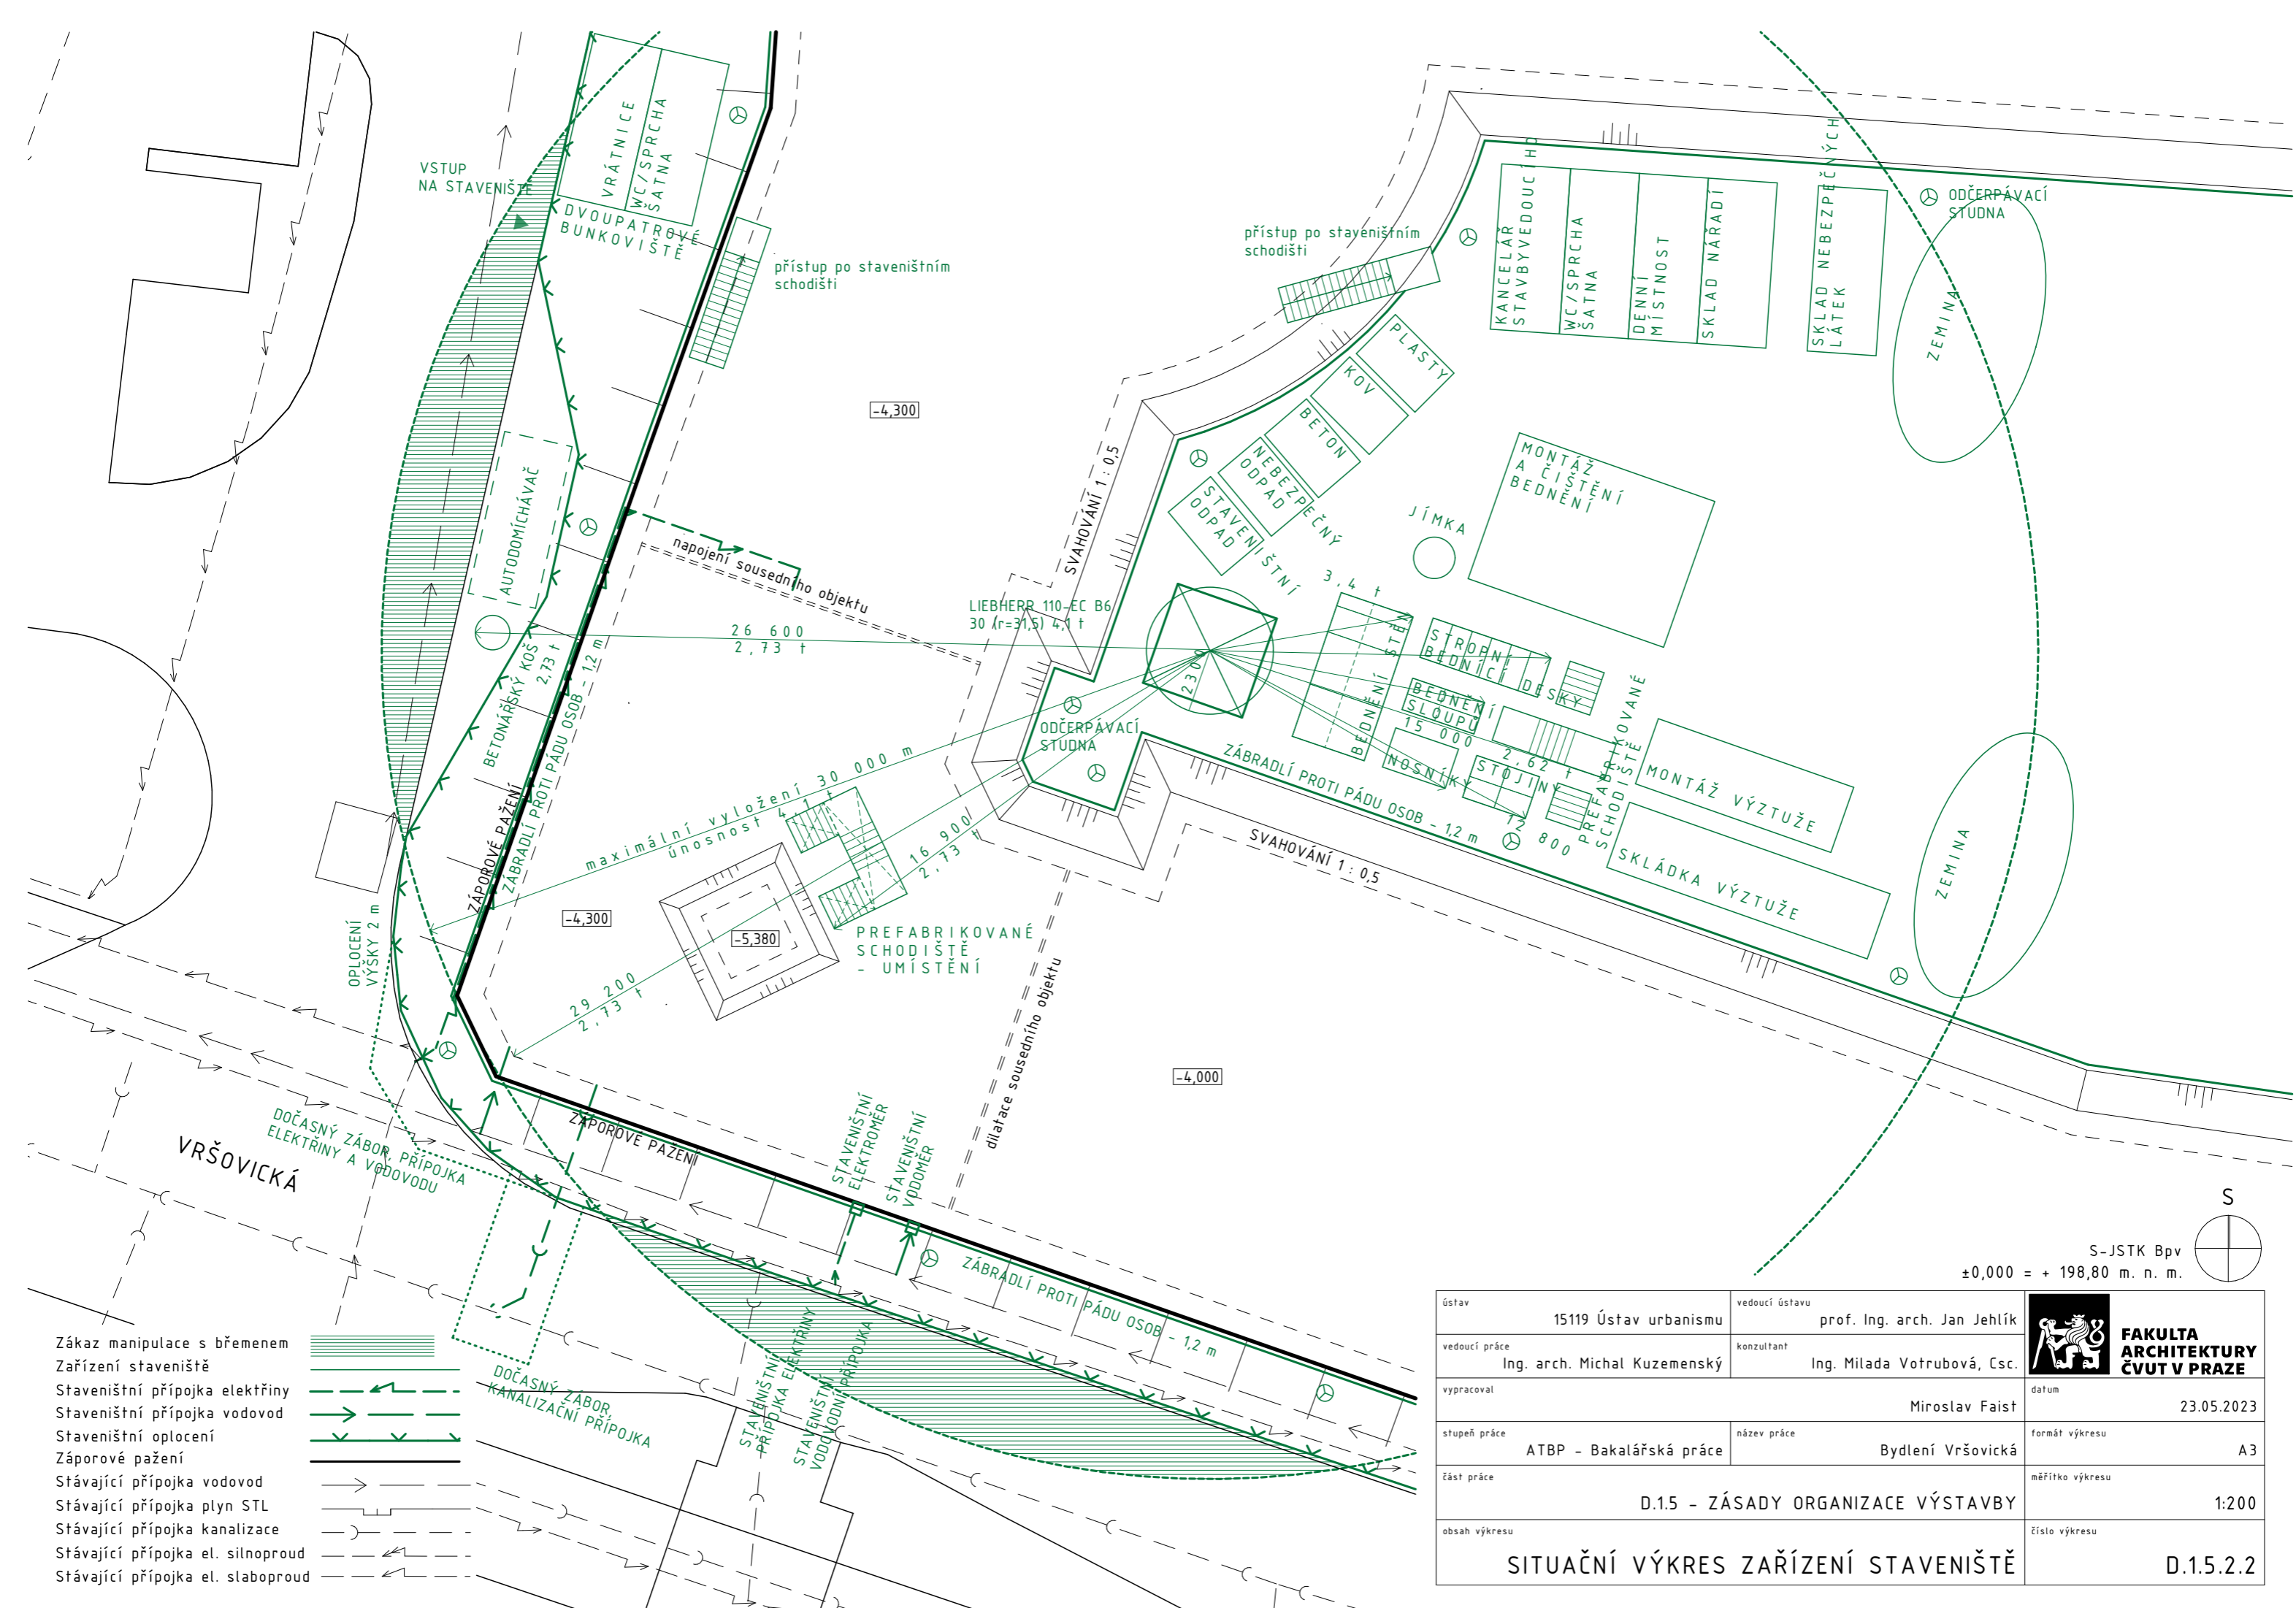 VSTUP
NA STAVENIŠTĚ
VRÁTNICE
WC/SPRCHA
ŠATNA
DVOUPATROVÉ
BUNKOVIŠTĚ
přístup po staveništním
schodišti
-4,300
přístup po staveništním
schodišti
KANCELÁŘ
STAVBYVEDOUCÍHO
WC/SPRCHA
ŠATNA
DENNÍ
MÍSTNOST
SKLAD NÁŘADÍ
SKLAD NEBEZPEČNÝCH
LÁTEK
ODČERPÁVACÍ
STUDNA
ZEMINA
PLASTY
KOV
BETON
NEBEZPEČNÝ
ODPAD
STAVENIŠTNÍ
ODPAD
MONTÁŽ
A ČIŠTĚNÍ
BEDNĚNÍ
JÍMKA
SVAHOVÁNÍ 1 : 0,5
AUTODOMÍCHÁVAČ
napojení sousedního objektu
LIEBHERR 110-EC B6
30 (r=31,5) 4,1 t
26 600
2,73 t
BETONÁŘSKÝ KOŠ
2,73 t
ZÁBRADLÍ PROTI PÁDU OSOB - 1,2 m
ZÁPOROVÉ PAŽENÍ
2300
3,4 t
BEDNĚNÍ STĚN
STROPNÍ
BEDNÍCÍ DESKY
BEDNĚNÍ
SLOUPŮ
15 000
2,62 t
NOSNÍKY
STOJINY
12 800
PREFABRIKOVANÉ
SCHODIŠTĚ
MONTÁŽ VÝZTUŽE
SKLÁDKA VÝZTUŽE
ZEMINA
ODČERPÁVACÍ
STUDNA
ZÁBRADLÍ PROTI PÁDU OSOB - 1,2 m
SVAHOVÁNÍ 1 : 0,5
maximální vyložení 30 000 m
únosnost 4,1 t
16 900
2,73 t
29 200
2,73 t
-4,300
-5,380
PREFABRIKOVANÉ
SCHODIŠTĚ
- UMÍSTĚNÍ
OPLOCENÍ
VÝŠKY 2 m
dilatace sousedního objektu
-4,000
DOČASNÝ ZÁBOR, PŘÍPOJKA
ELEKTŘINY A VODOVODU
VRŠOVICKÁ
ZÁPOROVÉ PAŽENÍ
STAVENIŠTNÍ
ELEKTROMĚR
STAVENIŠTNÍ
VODOMĚR
ZÁBRADLÍ PROTI PÁDU OSOB - 1,2 m
DOČASNÝ ZÁBOR,
KANALIZAČNÍ PŘÍPOJKA
STAVENIŠTNÍ
PŘÍPOJKA ELEKTŘINY
STAVENIŠTNÍ
VODOVODNÍ PŘÍPOJKA
Zákaz manipulace s břemenem
Zařízení staveniště
Staveništní přípojka elektřiny
Staveništní přípojka vodovod
Staveništní oplocení
Záporové pažení
Stávající přípojka vodovod
Stávající přípojka plyn STL
Stávající přípojka kanalizace
Stávající přípojka el. silnoproud
Stávající přípojka el. slaboproud
S
S-JSTK Bpv
±0,000 = + 198,80 m. n. m.
ústav
15119 Ústav urbanismu
vedoucí ústavu
prof. Ing. arch. Jan Jehlík
vedoucí práce
Ing. arch. Michal Kuzemenský
konzultant
Ing. Milada Votrubová, Csc.
FAKULTA
ARCHITEKTURY
ČVUT V PRAZE
vypracoval
Miroslav Faist
datum
23.05.2023
stupeň práce
ATBP - Bakalářská práce
název práce
Bydlení Vršovická
formát výkresu
A3
část práce
D.1.5 - ZÁSADY ORGANIZACE VÝSTAVBY
měřítko výkresu
1:200
obsah výkresu
SITUAČNÍ VÝKRES ZAŘÍZENÍ STAVENIŠTĚ
číslo výkresu
D.1.5.2.2